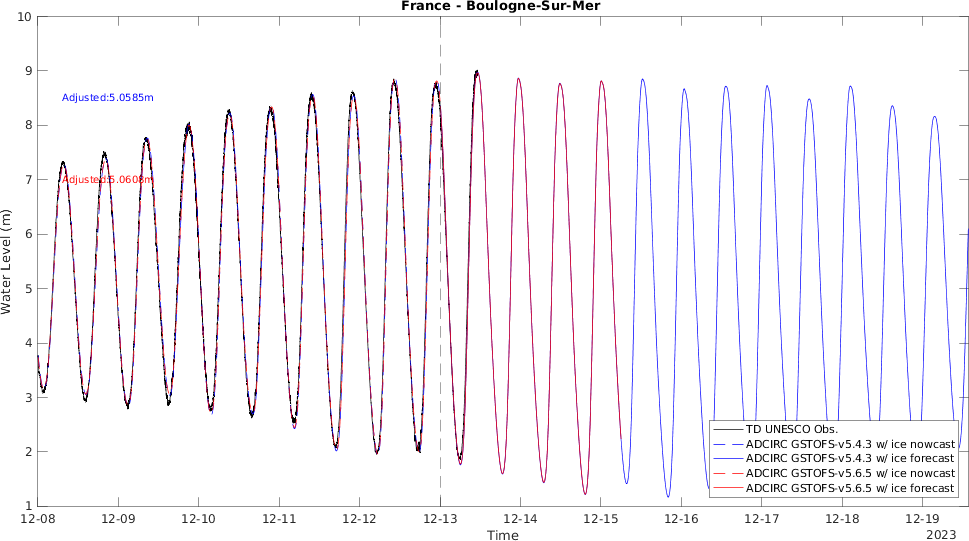 France - Boulogne-Sur-Mer
10
9
8
7
6
5
4
3
2
1
Water Level (m)
Adjusted:5.0585m
Adjusted:5.0608m
TD UNESCO Obs.
ADCIRC GSTOFS-v5.4.3 w/ ice nowcast
ADCIRC GSTOFS-v5.4.3 w/ ice forecast
ADCIRC GSTOFS-v5.6.5 w/ ice nowcast
ADCIRC GSTOFS-v5.6.5 w/ ice forecast
12-08 12-09 12-10 12-11 12-12 12-13 12-14 12-15 12-16 12-17 12-18 12-19
Time
2023